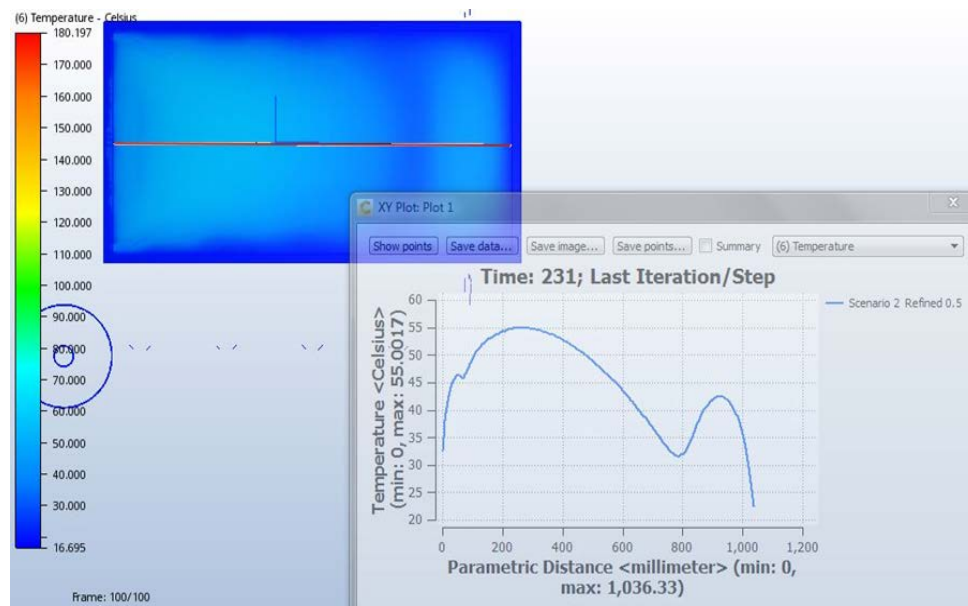 (6) Temperature - Celsius
180.197
170.000
160.000
150.000
140.000
130.000
120.000
110.000
100.000
90.000
80.000
70.000
60.000
50.000
40.000
30.000
16.695
Frame: 100/100
XY Plot: Plot 1
Show points Save data... Save image... Save points... Summary (6) Temperature
Time: 231; Last Iteration/Step
Temperature <Celsius>
(min: 0, max: 55.0017)
60
55
50
45
40
35
30
25
20
Scenario 2 Refined 0.5
0 200 400 600 800 1,000 1,200
Parametric Distance <millimeter> (min: 0,
max: 1,036.33)